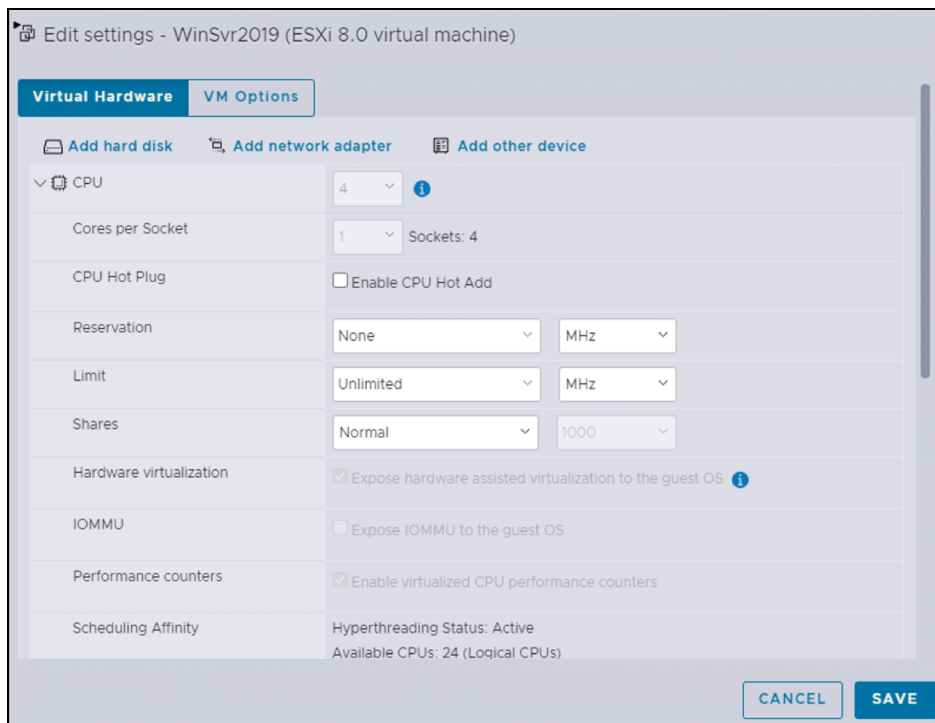 Edit settings - WinSvr2019 (ESXi 8.0 virtual machine)
Virtual Hardware VM Options
Add hard disk Add network adapter Add other device
CPU 4
Cores per Socket 1 Sockets: 4
CPU Hot Plug Enable CPU Hot Add
Reservation None MHz
Limit Unlimited MHz
Shares Normal 1000
Hardware virtualization Expose hardware assisted virtualization to the guest OS
IOMMU Expose IOMMU to the guest OS
Performance counters Enable virtualized CPU performance counters
Scheduling Affinity Hyperthreading Status: Active
Available CPUs: 24 (Logical CPUs)
CANCEL SAVE